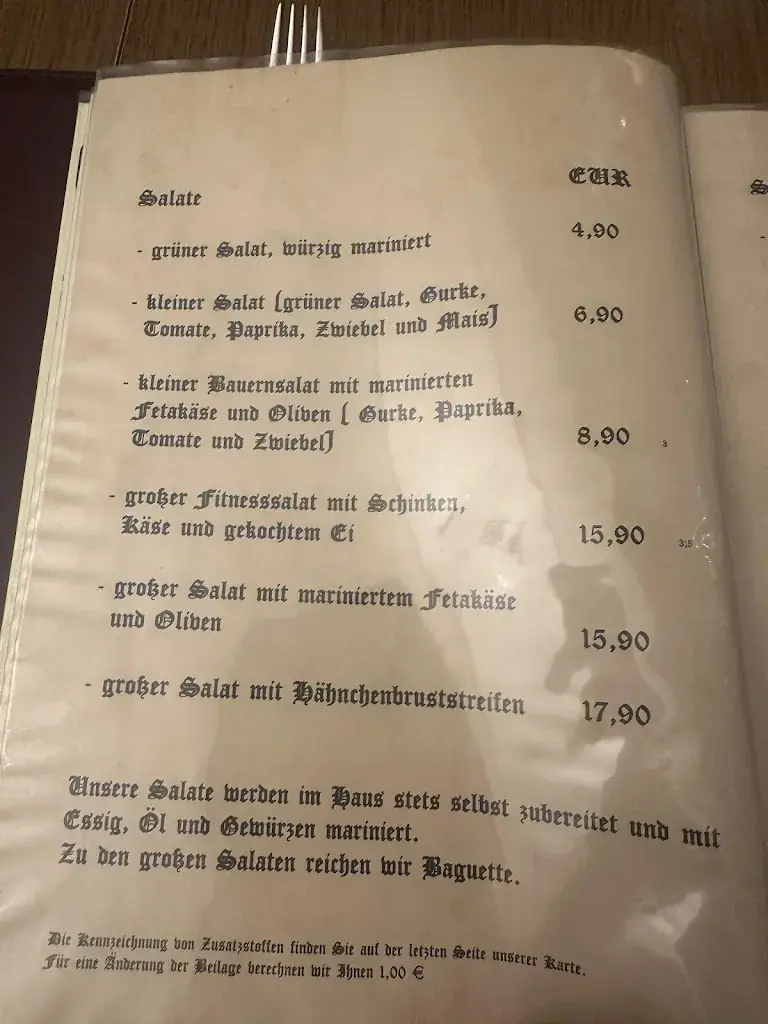 EUR
Salate
- grüner Salat, würzig mariniert 4,90
- kleiner Salat (grüner Salat, Gurke,
Tomate, Paprika, Zwiebel und Mais) 6,90
- kleiner Bauernsalat mit marinierten
Fetakäse und Oliven ( Gurke, Paprika,
Tomate und Zwiebel) 8,90 3
- großer Fitnesssalat mit Schinken,
Käse und gekochtem Ei 15,90 3;5
- großer Salat mit mariniertem Fetakäse
und Oliven 15,90
- großer Salat mit Hähnchenbruststreifen 17,90
Unsere Salate werden im Haus stets selbst zubereitet und mit
Essig, Öl und Gewürzen mariniert.
Zu den großen Salaten reichen wir Baguette.
Die Kennzeichnung von Zusatzstoffen finden Sie auf der letzten Seite unserer Karte.
Für eine Änderung der Beilage berechnen wir Ihnen 1,00 €